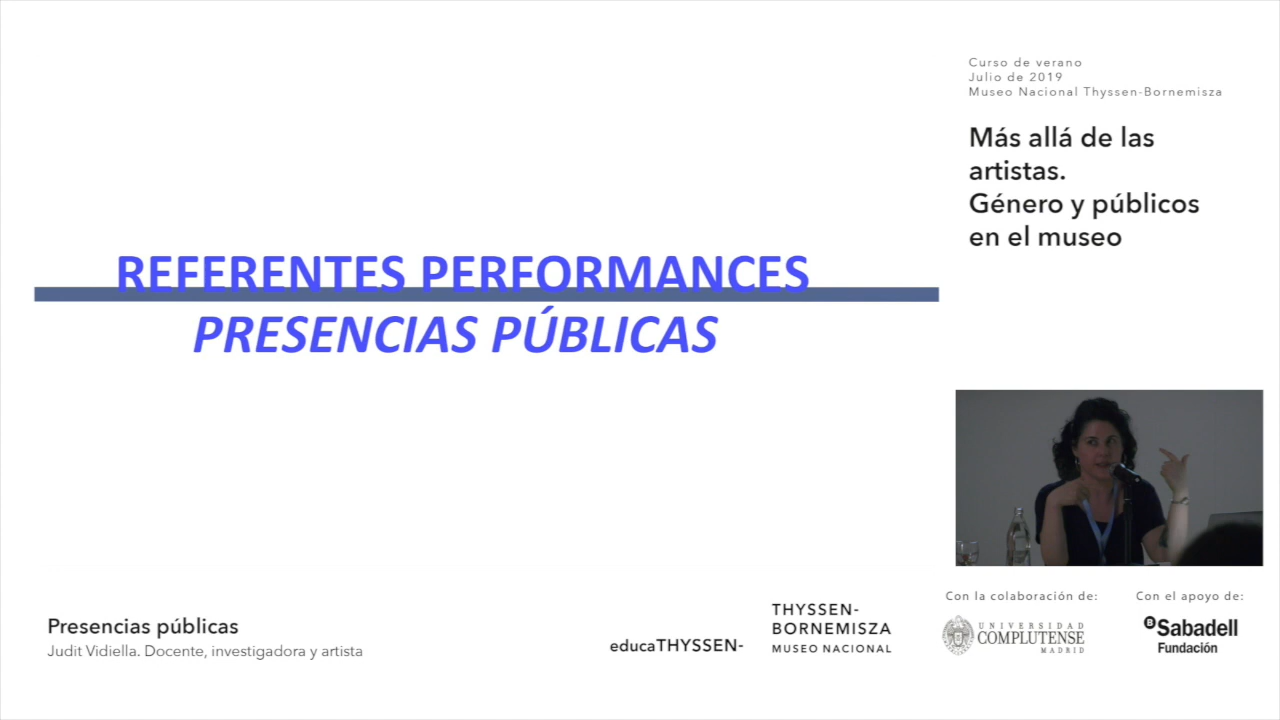 Curso de verano
Julio de 2019
Museo Nacional Thyssen-Bornemisza
Más allá de las
artistas.
Género y públicos
en el museo
REFERENTES PERFORMANCES
PRESENCIAS PÚBLICAS
Presencias públicas
Judit Vidiella. Docente, investigadora y artista
educaTHYSSEN-
THYSSEN-
BORNEMISZA
MUSEO NACIONAL
Con la colaboración de:
UNIVERSIDAD
COMPLUTENSE
MADRID
Con el apoyo de:
B Sabadell
Fundación